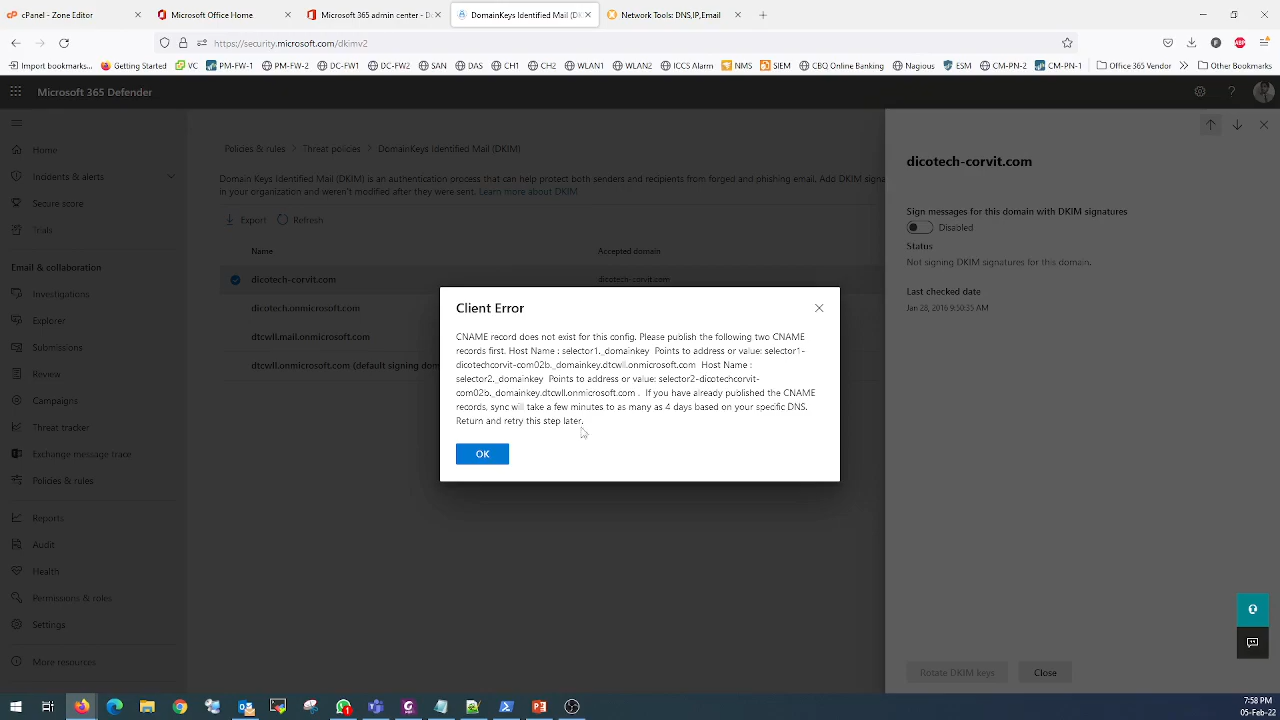 cPanel - Zone Editor
Microsoft Office Home
Microsoft 365 admin center - D
DomainKeys Identified Mail (D
Network Tools: DNS,IP,Email
https://security.microsoft.com/dkimv2
Import bookmarks... Getting Started VC PM-FW-1 PM-FW-2 DC-FW1 DC-FW2 SAN DAS CH1 CH2 WLAN1 WLAN2 ICCS Alarm NMS SIEM CBQ Online Banking Nagious ESM CM-PN-2 CM-PN-1 Office 365 Vendor Other Bookmarks
Microsoft 365 Defender
Home
Incidents & alerts
Secure score
Trials
Email & collaboration
Investigations
Explorer
Submissions
Review
Campaigns
Threat tracker
Exchange message trace
Policies & rules
Reports
Audit
Health
Permissions & roles
Settings
More resources
Policies & rules > Threat policies > DomainKeys Identified Mail (DKIM)
Domain Keys Identified Mail (DKIM) is an authentication process that can help protect both senders and recipients from forged and phishing email. Add DKIM signa
in your organization and weren't modified after they were sent. Learn more about DKIM
Export Refresh
Name Accepted domain
dicotech-corvit.com dicotech-corvit.com
dicotech.onmicrosoft.com
dtcwll.mail.onmicrosoft.com
dtcwll.onmicrosoft.com (default signing dom
Client Error
CNAME record does not exist for this config. Please publish the following two CNAME
records first. Host Name : selector1._domainkey Points to address or value: selector1-
dicotechcorvit-com02b._domainkey.dtcwll.onmicrosoft.com Host Name :
selector2._domainkey Points to address or value: selector2-dicotechcorvit-
com02b._domainkey.dtcwll.onmicrosoft.com . If you have already published the CNAME
records, sync will take a few minutes to as many as 4 days based on your specific DNS.
Return and retry this step later.
OK
dicotech-corvit.com
Sign messages for this domain with DKIM signatures
Disabled
Status
Not signing DKIM signatures for this domain.
Last checked date
Jan 28, 2016 9:50:35 AM
Rotate DKIM keys
Close
7:58 PM
05-Feb-22